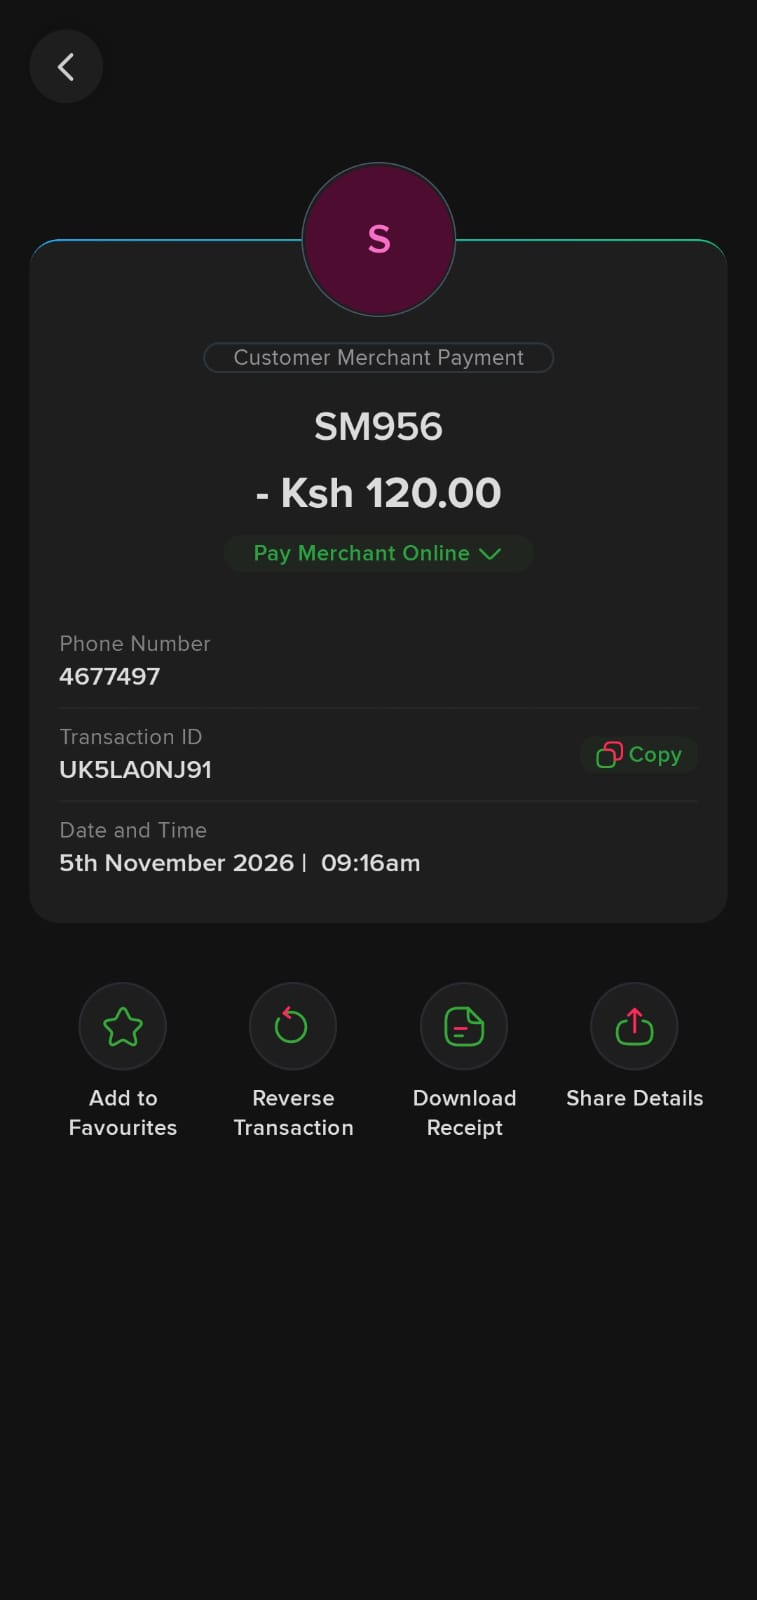 S
Customer Merchant Payment
SM956
- Ksh 120.00
Pay Merchant Online
Phone Number
4677497
Transaction ID
UK5LA0NJ91
Copy
Date and Time
5th November 2026 | 09:16am
Add to
Favourites
Reverse
Transaction
Download
Receipt
Share Details